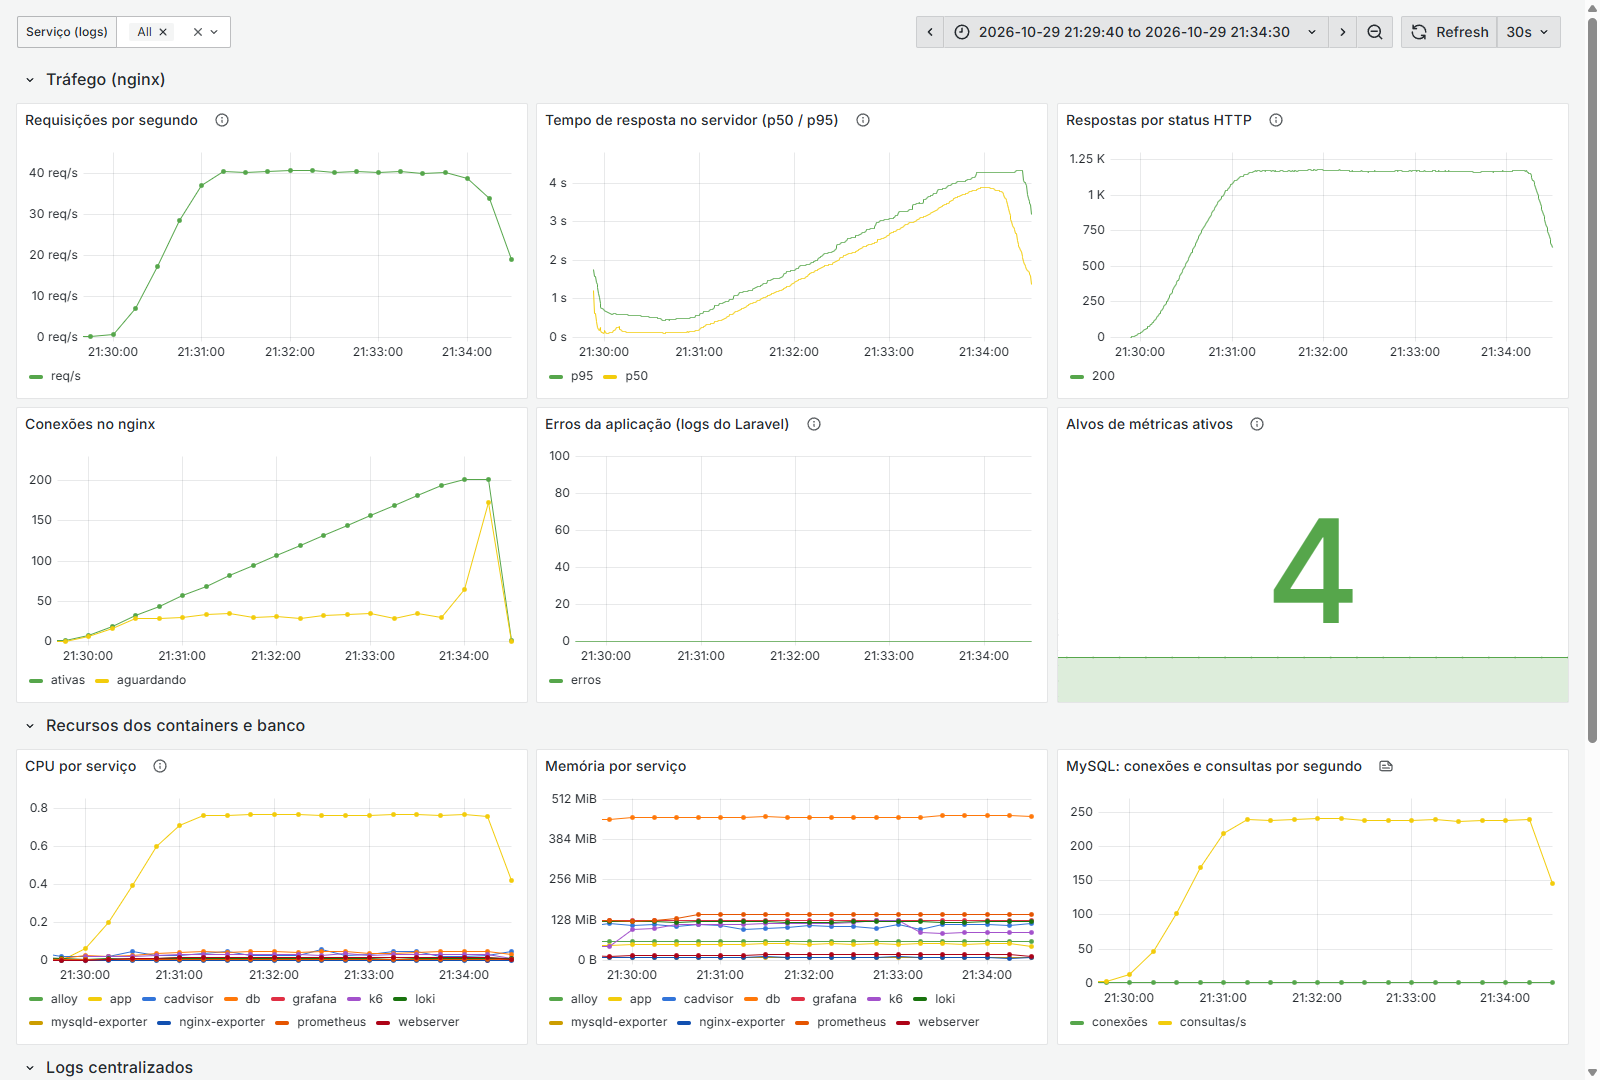 Serviço (logs) All
2026-10-29 21:29:40 to 2026-10-29 21:34:30 Refresh 30s
Tráfego (nginx)
Requisições por segundo
40 req/s
30 req/s
20 req/s
10 req/s
0 req/s
21:30:00 21:31:00 21:32:00 21:33:00 21:34:00
req/s
Tempo de resposta no servidor (p50 / p95)
4 s
3 s
2 s
1 s
0 s
21:30:00 21:31:00 21:32:00 21:33:00 21:34:00
p95 p50
Respostas por status HTTP
1.25 K
1 K
750
500
250
0
21:30:00 21:31:00 21:32:00 21:33:00 21:34:00
200
Conexões no nginx
200
150
100
50
0
21:30:00 21:31:00 21:32:00 21:33:00 21:34:00
ativas aguardando
Erros da aplicação (logs do Laravel)
100
80
60
40
20
0
21:30:00 21:31:00 21:32:00 21:33:00 21:34:00
erros
Alvos de métricas ativos
4
Recursos dos containers e banco
CPU por serviço
0.8
0.6
0.4
0.2
0
21:30:00 21:31:00 21:32:00 21:33:00 21:34:00
alloy app cadvisor db grafana k6 loki
mysqld-exporter nginx-exporter prometheus webserver
Memória por serviço
512 MiB
384 MiB
256 MiB
128 MiB
0 B
21:30:00 21:31:00 21:32:00 21:33:00 21:34:00
alloy app cadvisor db grafana k6 loki
mysqld-exporter nginx-exporter prometheus webserver
MySQL: conexões e consultas por segundo
250
200
150
100
50
0
21:30:00 21:31:00 21:32:00 21:33:00 21:34:00
conexões consultas/s
Logs centralizados